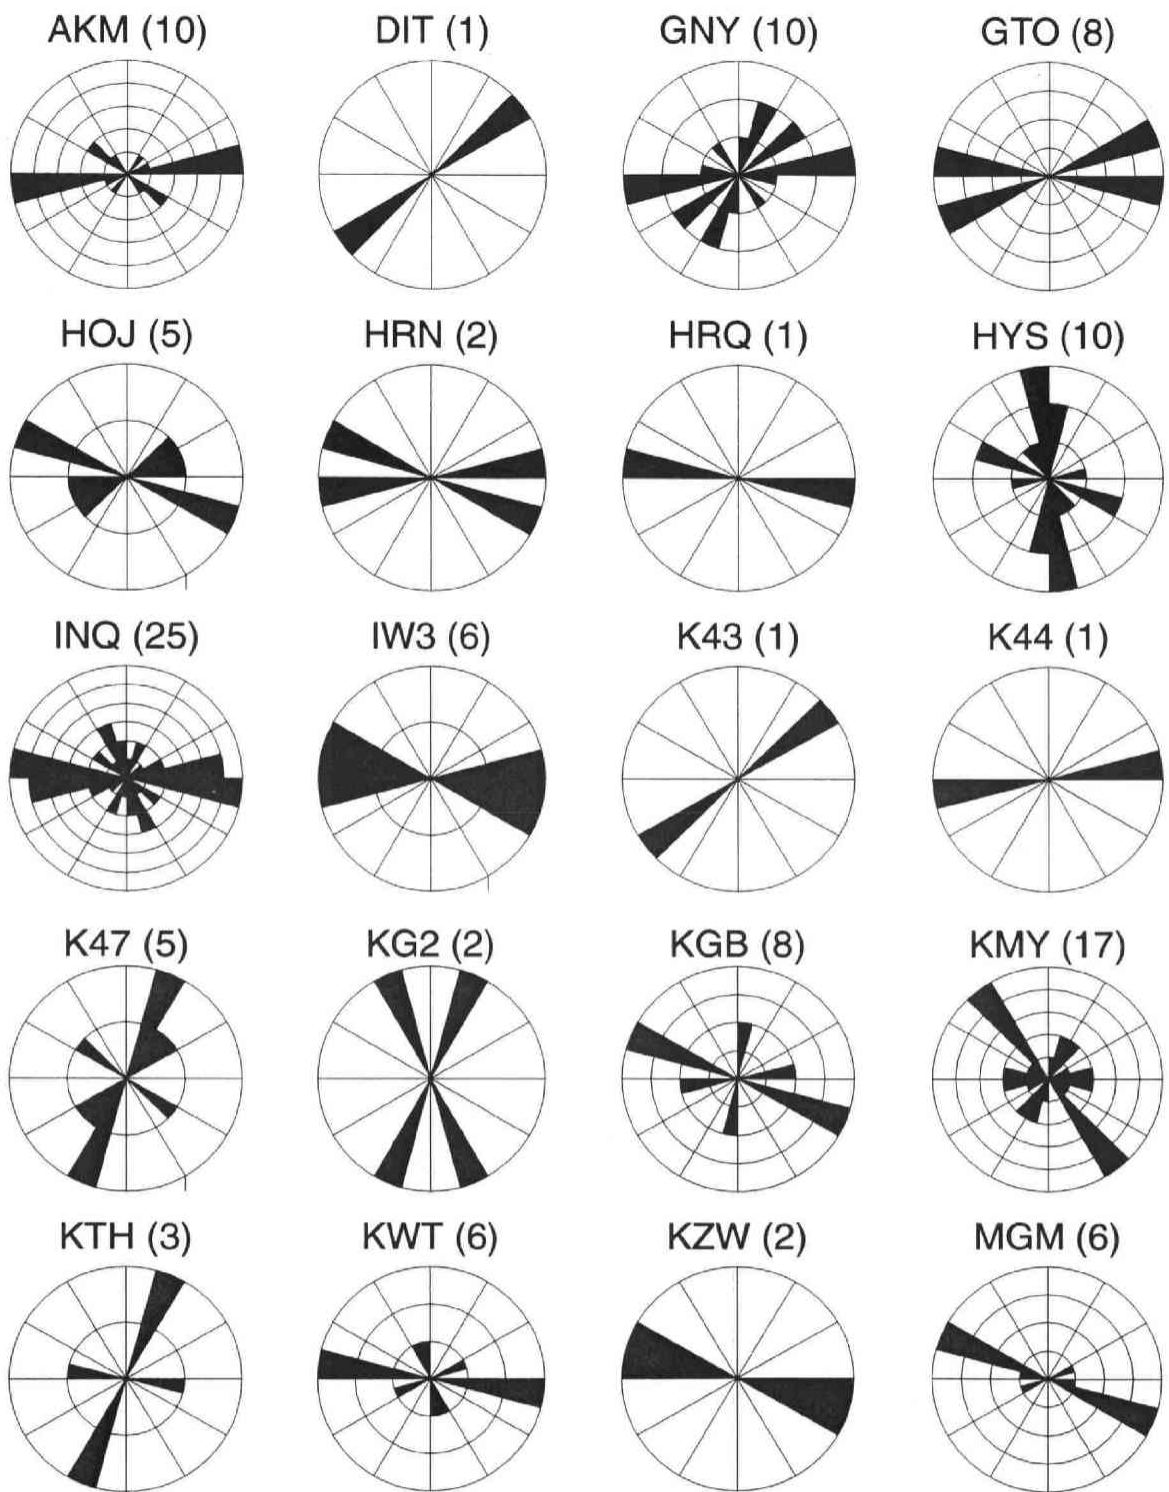 AKM (10) DIT (1) GNY (10) GTO (8)
HOJ (5) HRN (2) HRQ (1) HYS (10)
INQ (25) IW3 (6) K43 (1) K44 (1)
K47 (5) KG2 (2) KGB (8) KMY (17)
KTH (3) KWT (6) KZW (2) MGM (6)